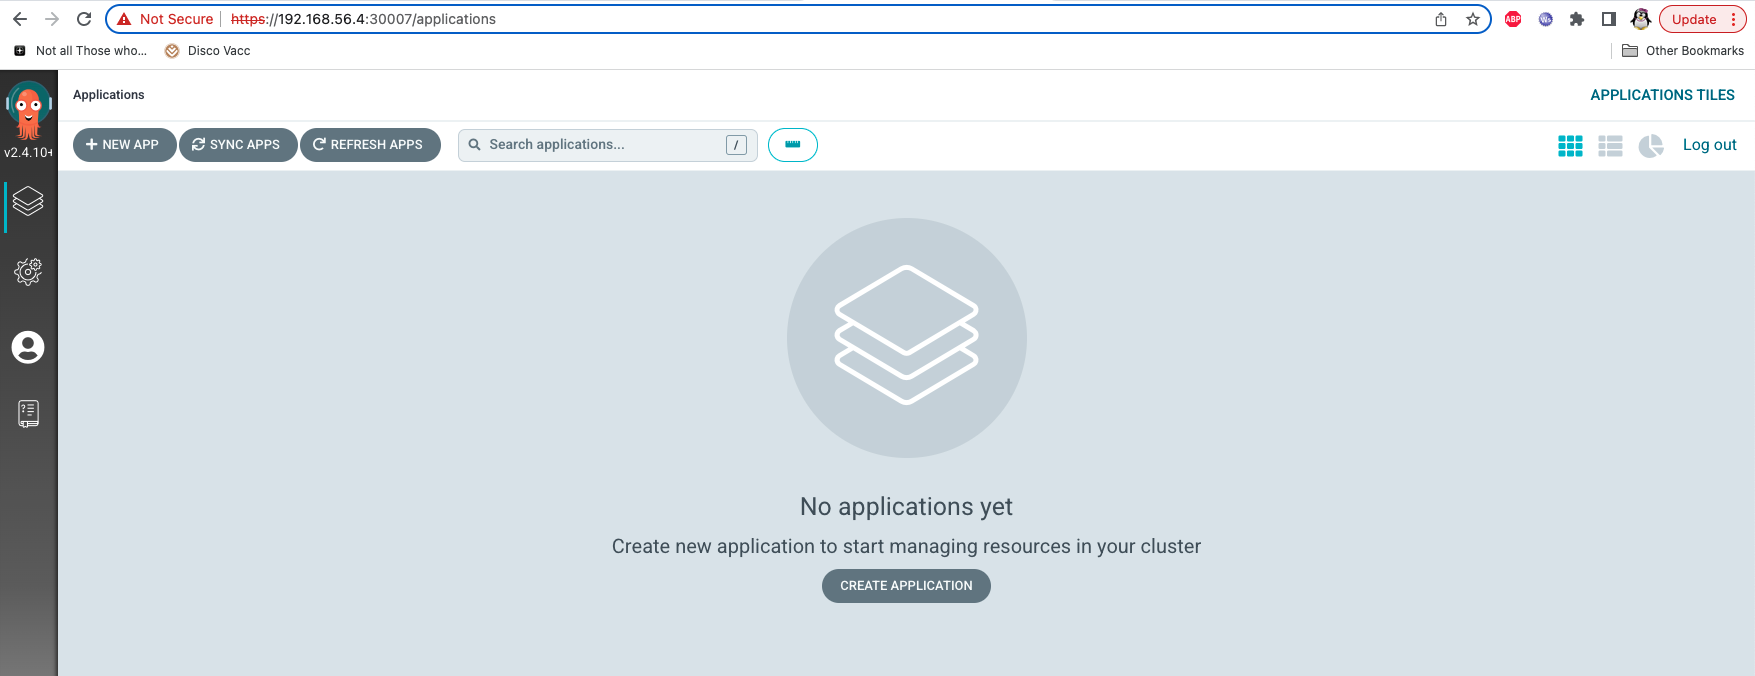 Not Secure https://192.168.56.4:30007/applications ABP Ws Update
Not all Those who... Disco Vacc Other Bookmarks
Applications APPLICATIONS TILES
v2.4.10+
+ NEW APP SYNC APPS REFRESH APPS Search applications... / Log out
No applications yet
Create new application to start managing resources in your cluster
CREATE APPLICATION